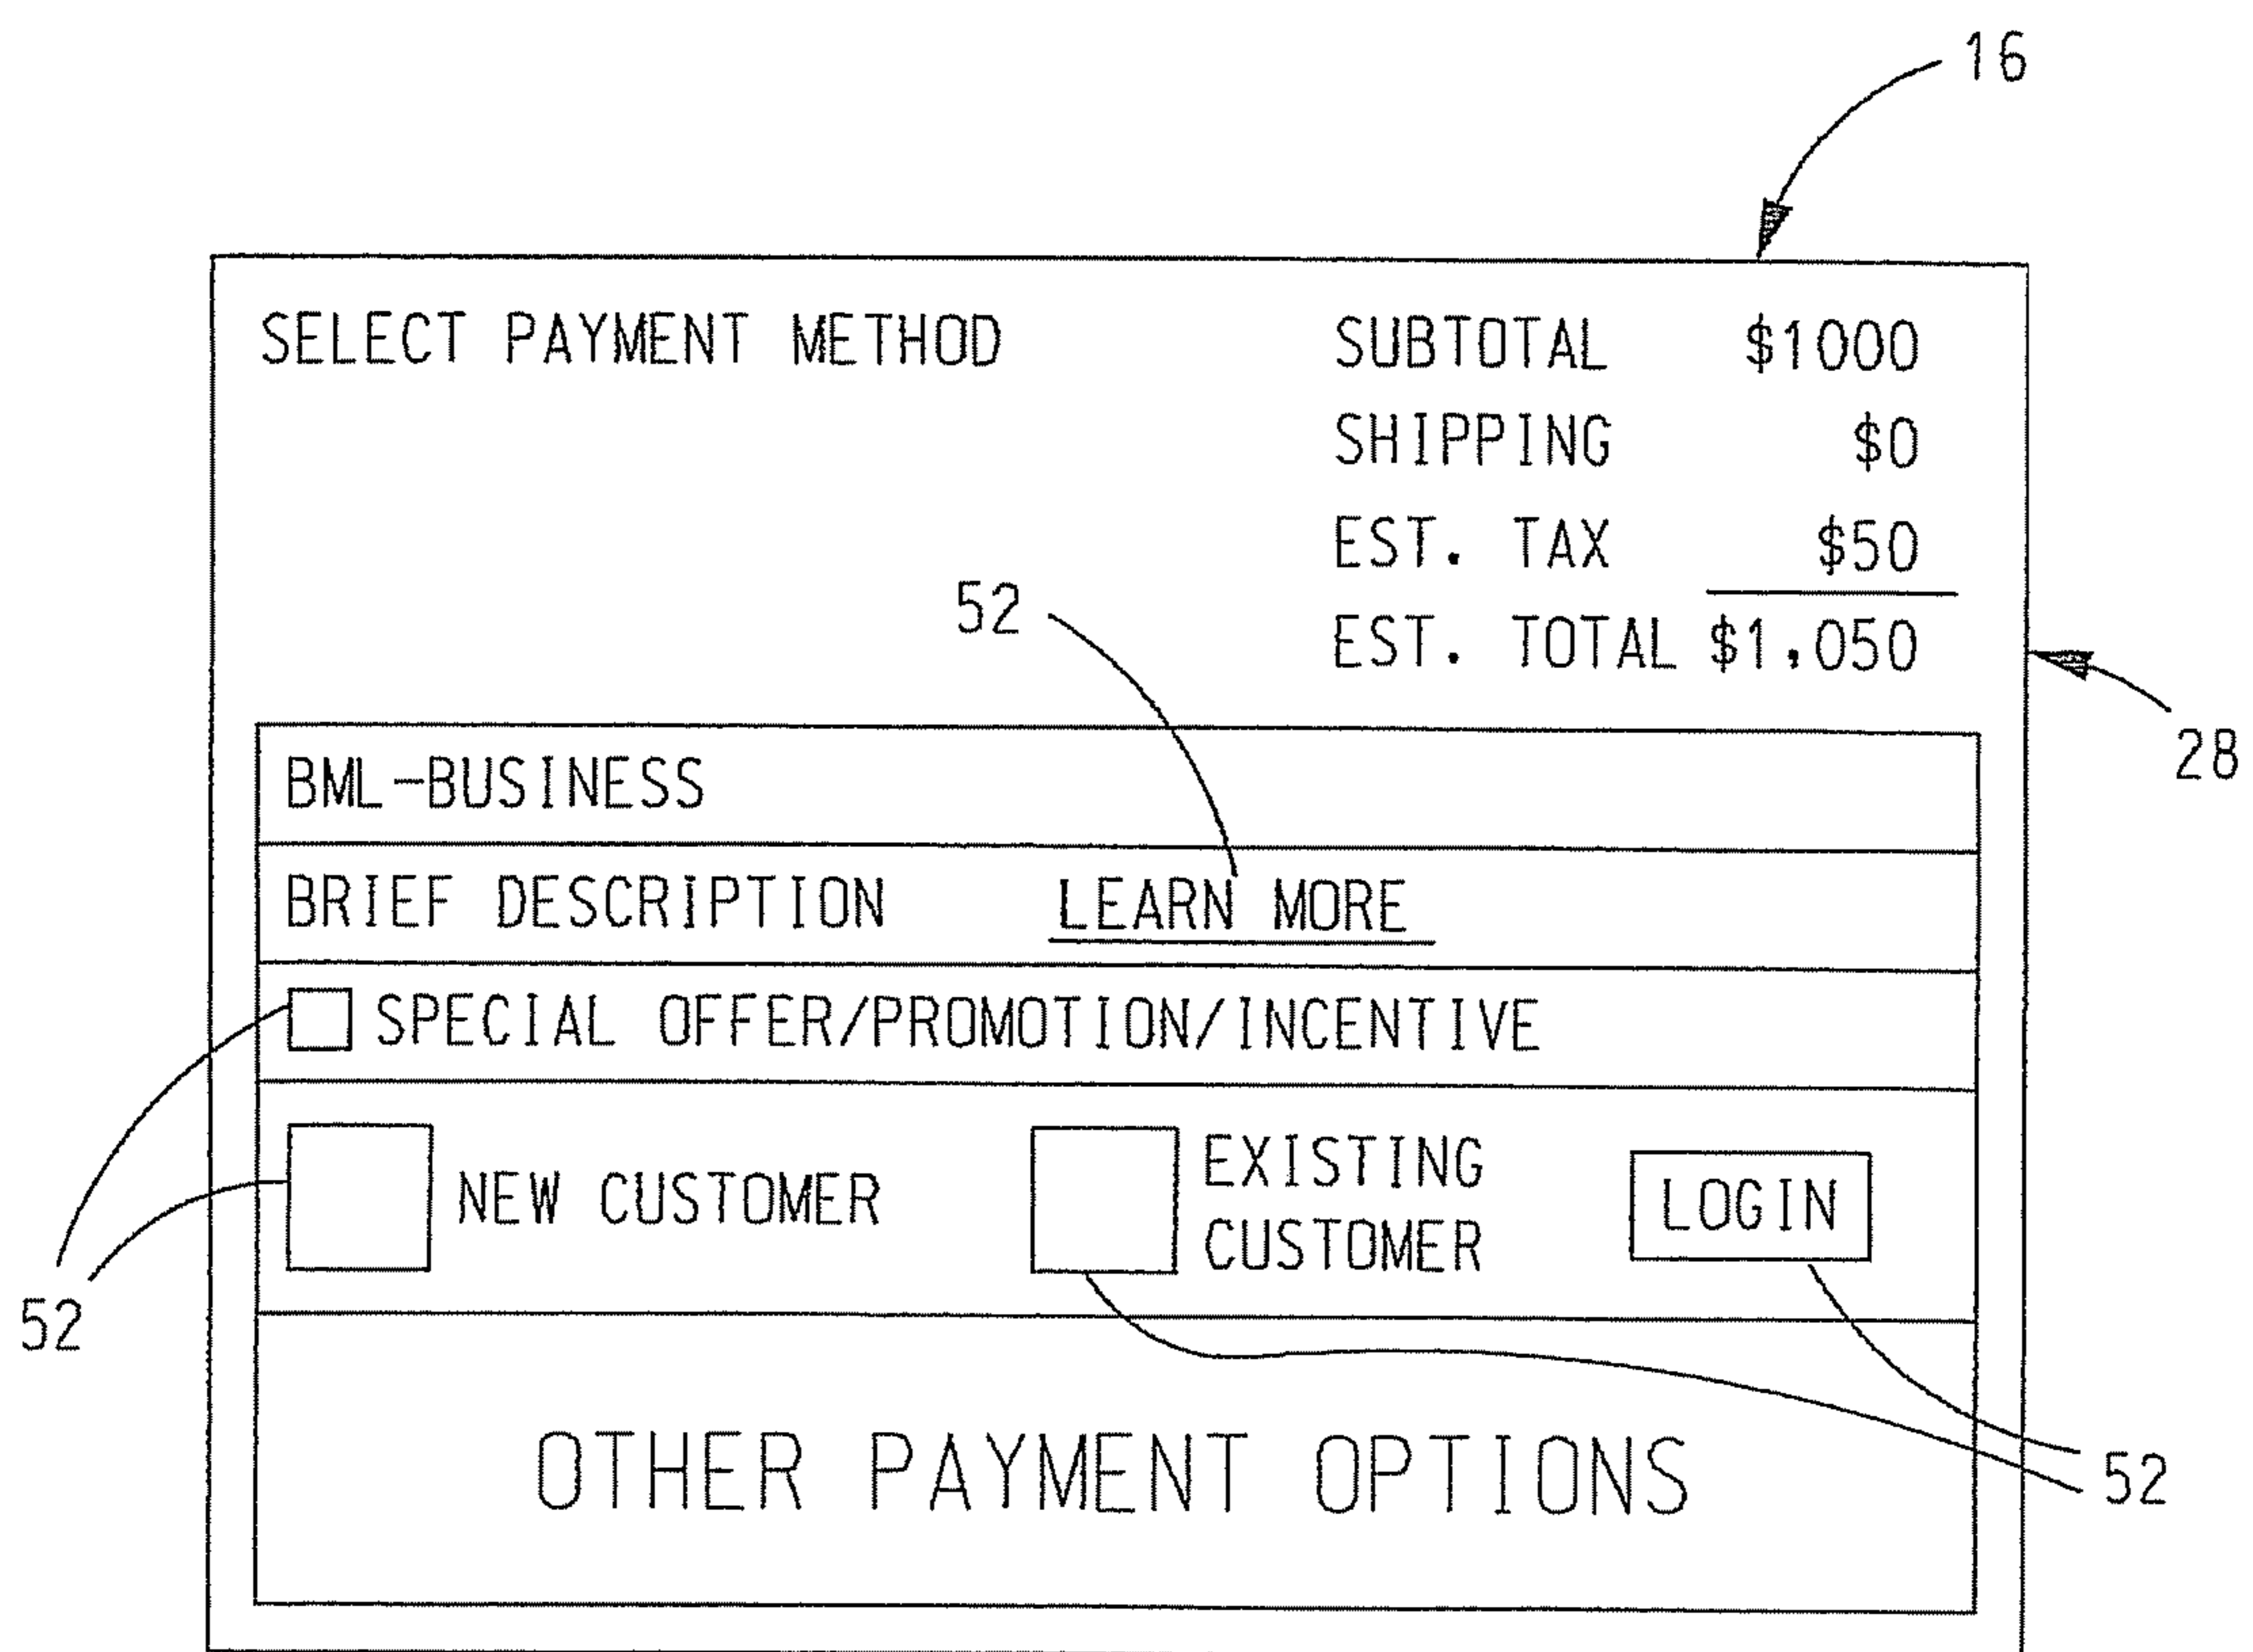 16
SELECT PAYMENT METHOD SUBTOTAL $1000
SHIPPING $0
EST. TAX $50
52
EST. TOTAL $1,050
28
BML-BUSINESS
BRIEF DESCRIPTION LEARN MORE
SPECIAL OFFER/PROMOTION/INCENTIVE
NEW CUSTOMER EXISTING CUSTOMER LOGIN
52
OTHER PAYMENT OPTIONS
52